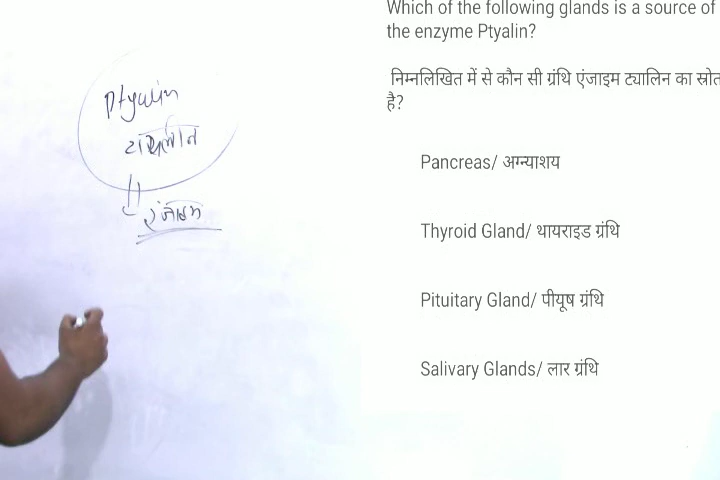 Which of the following glands is a source of
the enzyme Ptyalin?
निम्नलिखित में से कौन सी ग्रंथि एंजाइम ट्यालिन का स्रोत
है?
Pancreas/ अग्न्याशय
Thyroid Gland/ थायराइड ग्रंथि
Pituitary Gland/ पीयूष ग्रंथि
Salivary Glands/ लार ग्रंथि
Ptyalin
एंजाइम